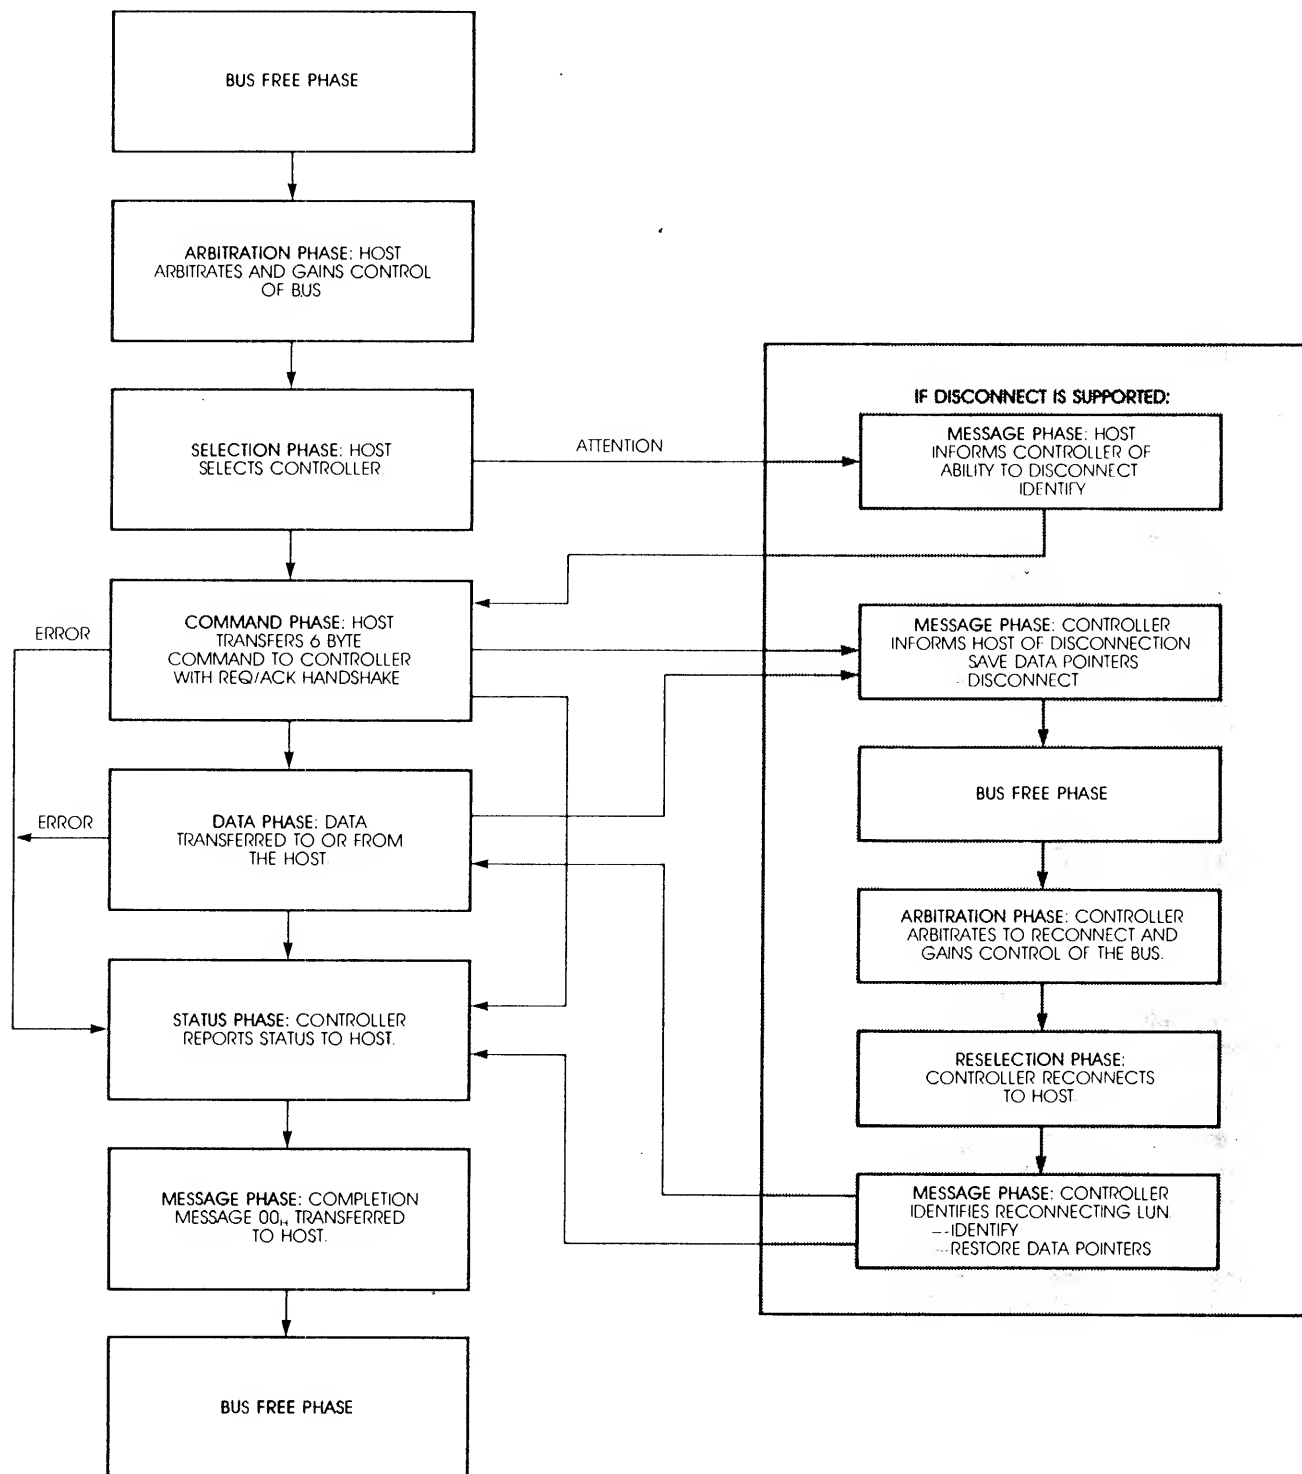 BUS FREE PHASE
ARBITRATION PHASE: HOST
ARBITRATES AND GAINS CONTROL
OF BUS
SELECTION PHASE: HOST
SELECTS CONTROLLER
ATTENTION
IF DISCONNECT IS SUPPORTED:
MESSAGE PHASE: HOST
INFORMS CONTROLLER OF
ABILITY TO DISCONNECT
IDENTIFY
ERROR
COMMAND PHASE: HOST
TRANSFERS 6 BYTE
COMMAND TO CONTROLLER
WITH REQ/ACK HANDSHAKE
MESSAGE PHASE: CONTROLLER
INFORMS HOST OF DISCONNECTION
SAVE DATA POINTERS
DISCONNECT
BUS FREE PHASE
ERROR
DATA PHASE: DATA
TRANSFERRED TO OR FROM
THE HOST.
ARBITRATION PHASE: CONTROLLER
ARBITRATES TO RECONNECT AND
GAINS CONTROL OF THE BUS.
STATUS PHASE: CONTROLLER
REPORTS STATUS TO HOST.
RESELECTION PHASE:
CONTROLLER RECONNECTS
TO HOST.
MESSAGE PHASE: COMPLETION
MESSAGE 00H TRANSFERRED
TO HOST.
MESSAGE PHASE: CONTROLLER
IDENTIFIES RECONNECTING LUN.
—IDENTIFY
—RESTORE DATA POINTERS
BUS FREE PHASE